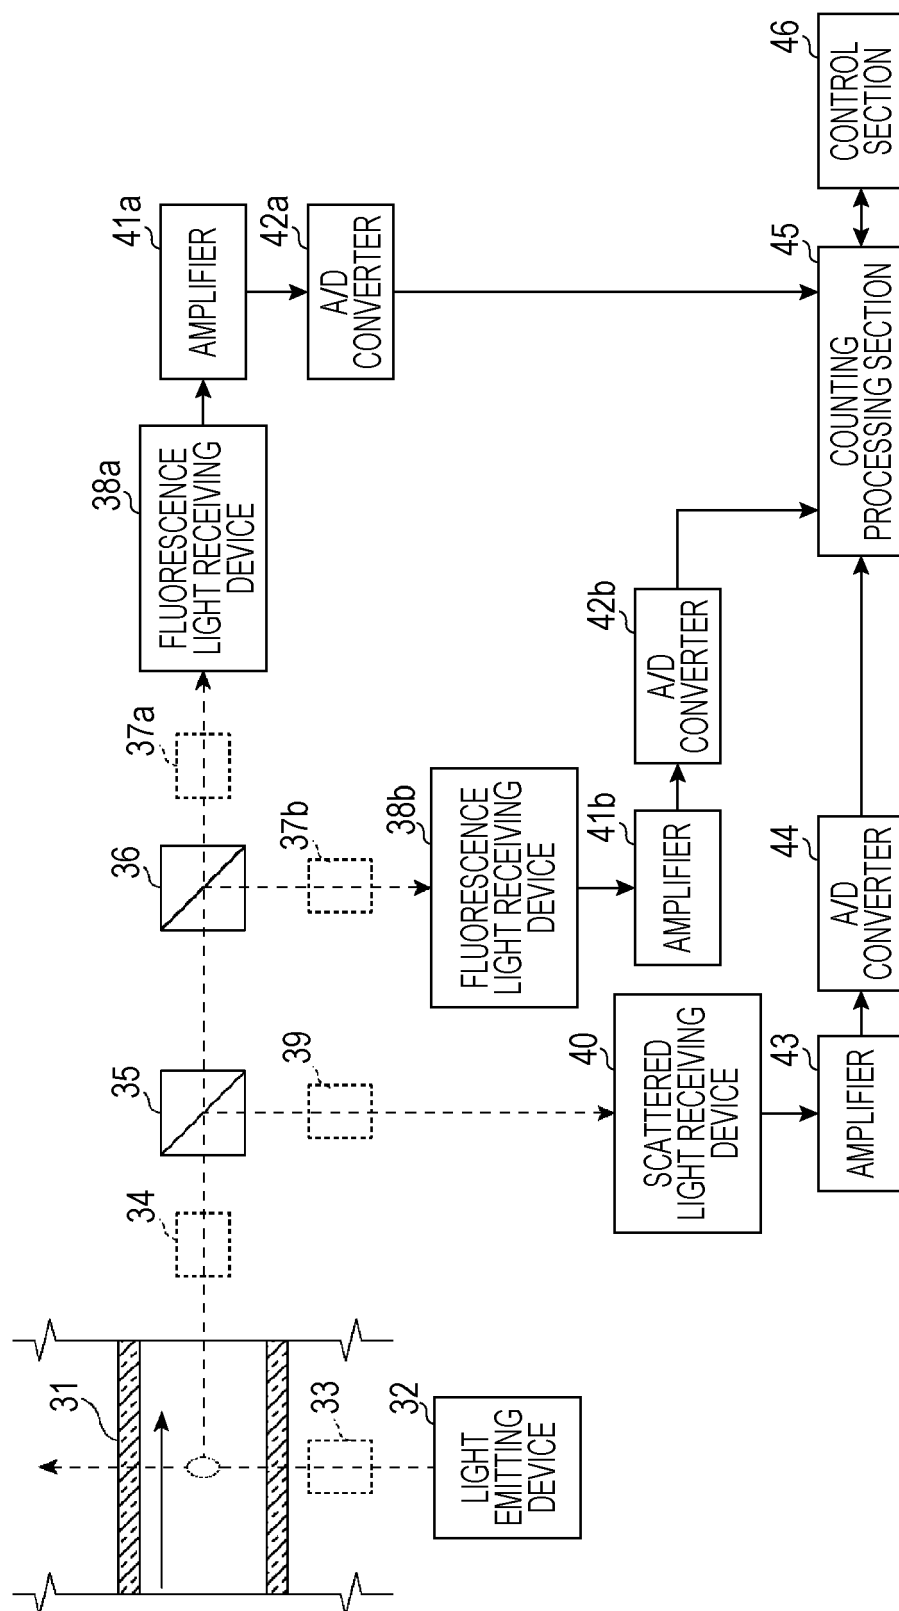 31
33
32
LIGHT
EMITTING
DEVICE
34
35
39
36
37a
37b
38a
FLUORESCENCE
LIGHT RECEIVING
DEVICE
38b
FLUORESCENCE
LIGHT RECEIVING
DEVICE
40
SCATTERED
LIGHT RECEIVING
DEVICE
41a
AMPLIFIER
42a
A/D
CONVERTER
41b
AMPLIFIER
42b
A/D
CONVERTER
43
AMPLIFIER
44
A/D
CONVERTER
45
COUNTING
PROCESSING SECTION
46
CONTROL
SECTION